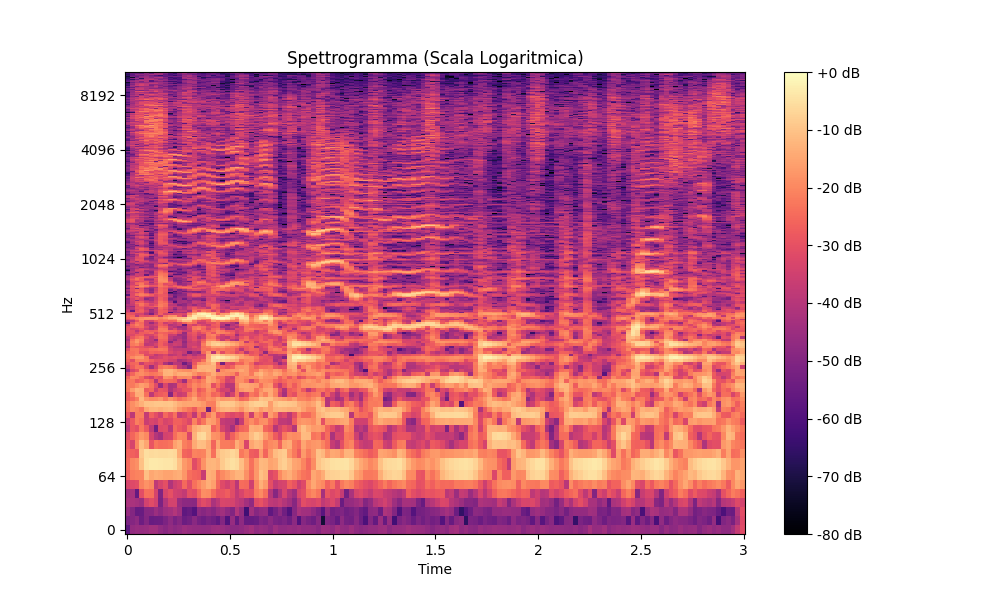 Spettrogramma (Scala Logaritmica)
Hz
8192
4096
2048
1024
512
256
128
64
0
0 0.5 1 1.5 2 2.5 3
Time
+0 dB
-10 dB
-20 dB
-30 dB
-40 dB
-50 dB
-60 dB
-70 dB
-80 dB